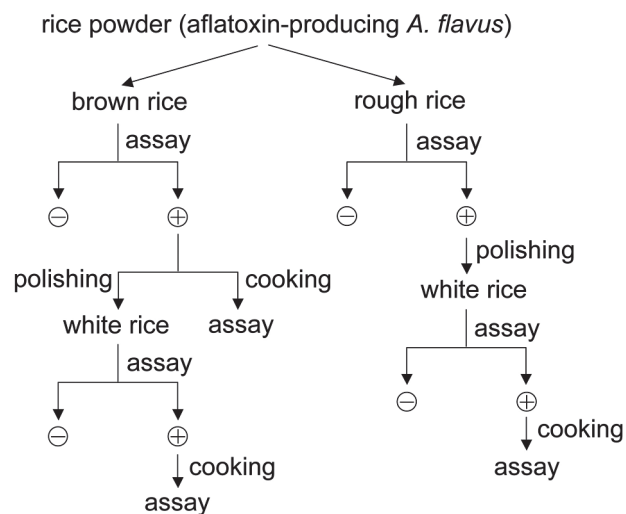 rice powder (aflatoxin-producing A. flavus)
brown rice
rough rice
assay
assay
⊖
⊕
⊖
⊕
polishing
polishing
cooking
white rice
white rice
assay
assay
assay
⊖
⊕
⊖
⊕
cooking
cooking
assay
assay